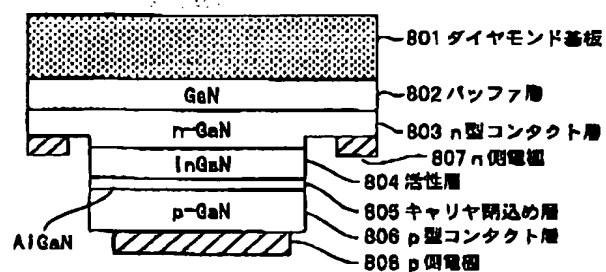 801 ダイヤモンド基板
GaN
802 バッファ層
n-GaN
803 n型コンタクト層
807 n側電極
InGaN
804 活性層
805 キャリヤ閉込め層
AlGaN
p-GaN
806 p型コンタクト層
808 p側電極